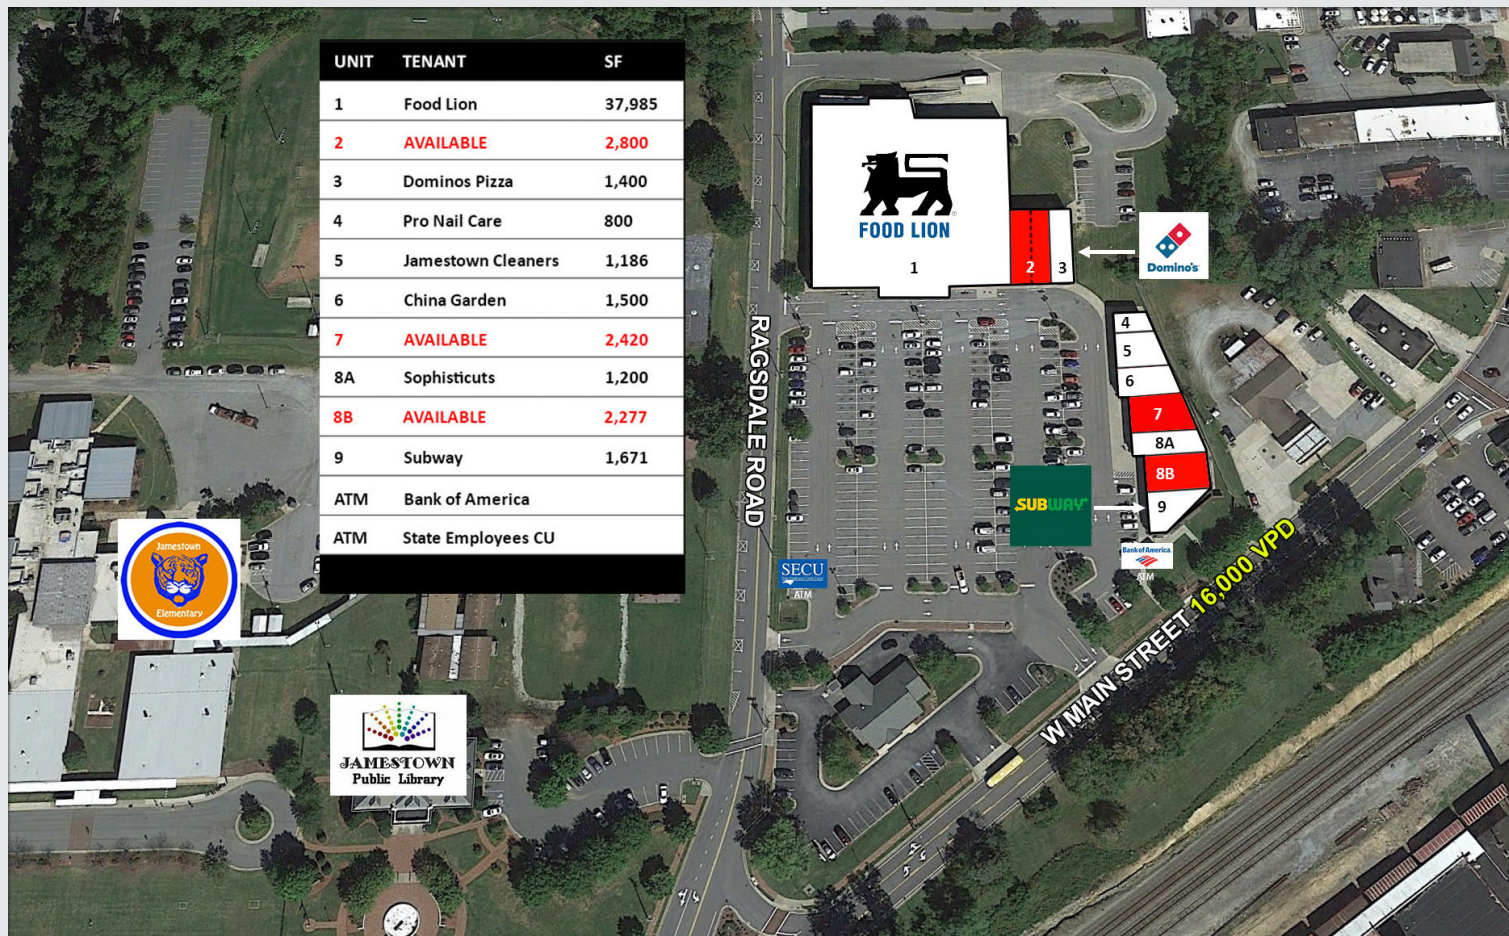 UNIT TENANT SF
1 Food Lion 37,985
2 AVAILABLE 2,800
3 Dominos Pizza 1,400
4 Pro Nail Care 800
5 Jamestown Cleaners 1,186
6 China Garden 1,500
7 AVAILABLE 2,420
8A Sophisticuts 1,200
8B AVAILABLE 2,277
9 Subway 1,671
ATM Bank of America
ATM State Employees CU
FOOD LION
1
2
3
Domino's
4
5
6
7
8A
8B
9
SUBWAY
BankofAmerica
ATM
SECU
ATM
RAGSDALE ROAD
W MAIN STREET 16,000 VPD
Jamestown
Elementary
JAMESTOWN
Public Library